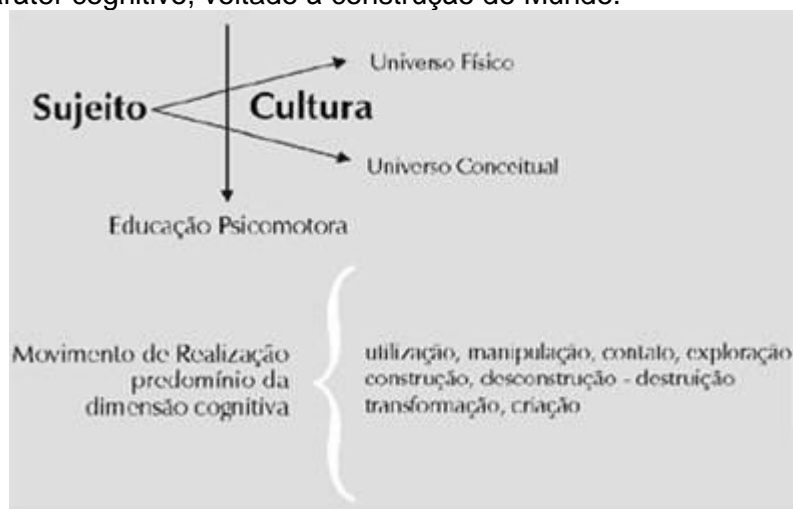 cognitivo, voltado à construção do Mundo.
Universo Físico
Sujeito Cultura
Universo Conceitual
Educação Psicomotora
Movimento de Realização
predomínio da
dimensão cognitiva
utilização, manipulação, contato, exploração
construção, desconstrução - destruição
transformação, criação